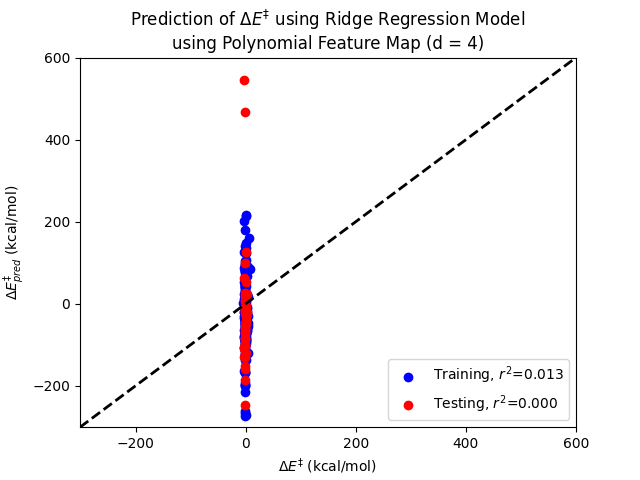 Prediction of ΔE‡ using Ridge Regression Model
using Polynomial Feature Map (d = 4)
600
400
200
0
−200
ΔE‡pred (kcal/mol)
Training, r²=0.013
Testing, r²=0.000
−200 0 200 400 600
ΔE‡ (kcal/mol)